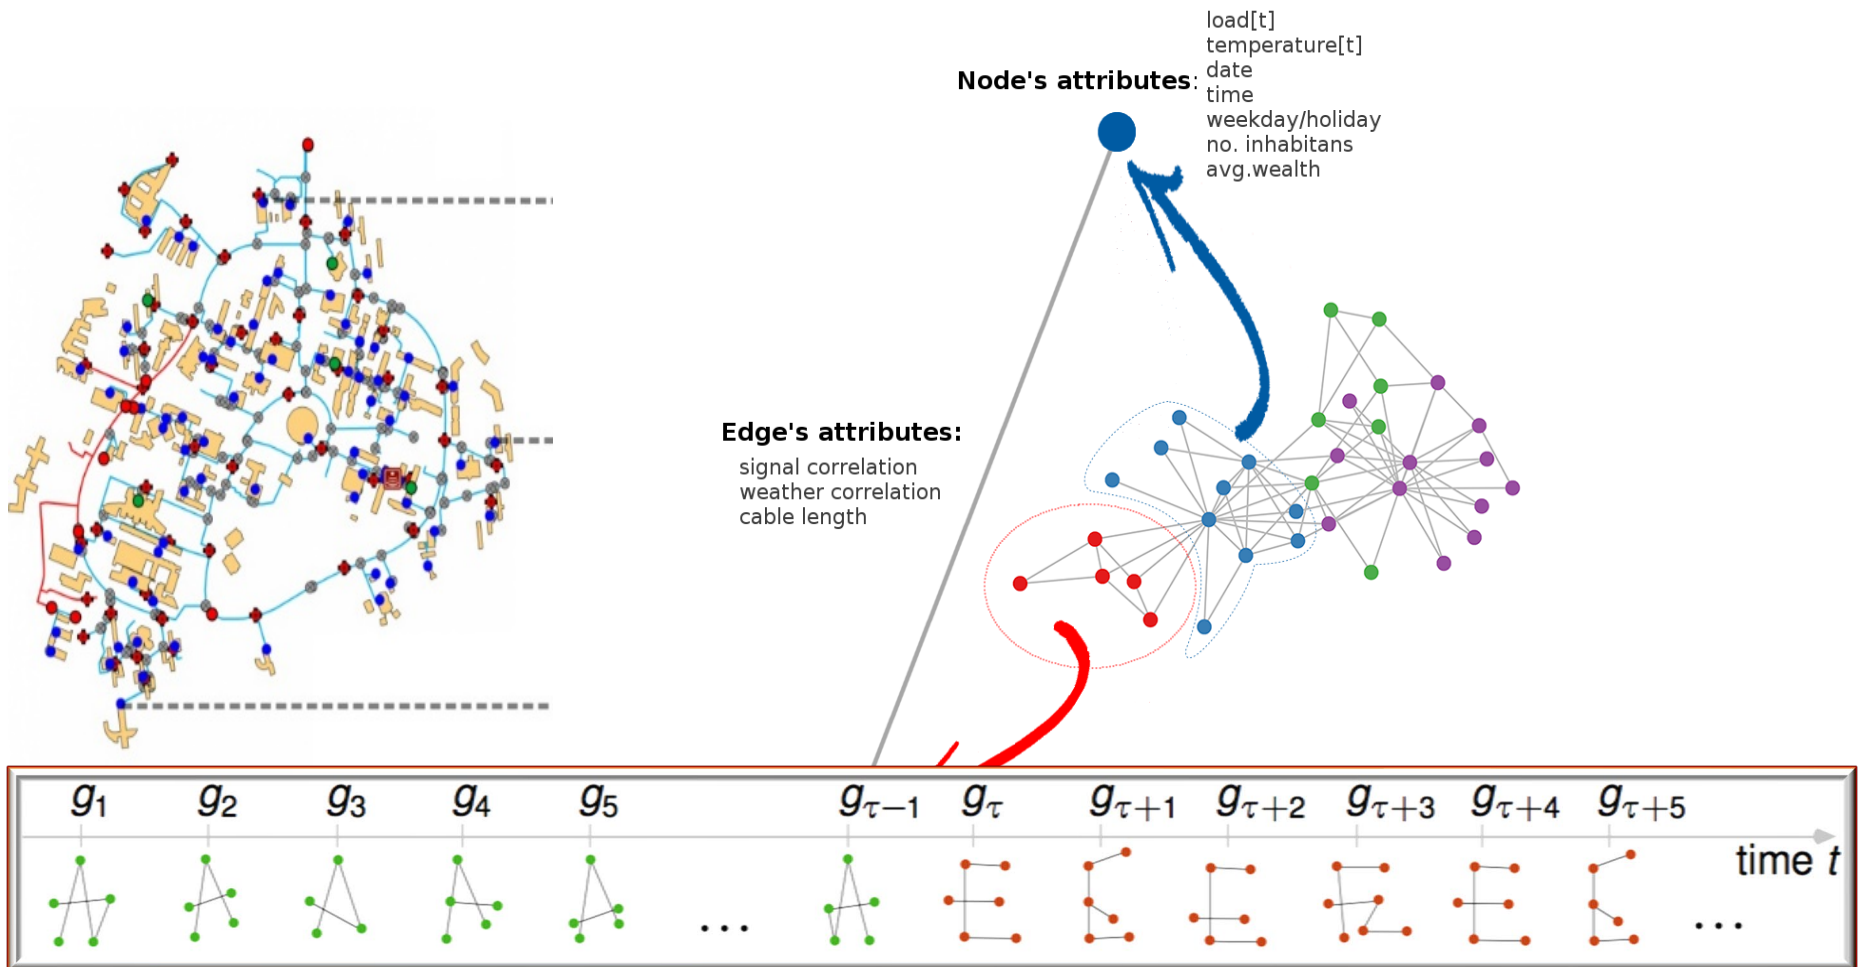 load[t]
temperature[t]
date
Node's attributes:
time
weekday/holiday
no. inhabitans
avg.wealth
Edge's attributes:
signal correlation
weather correlation
cable length
g1 g2 g3 g4 g5 gτ−1 gτ gτ+1 gτ+2 gτ+3 gτ+4 gτ+5
time t
... ...